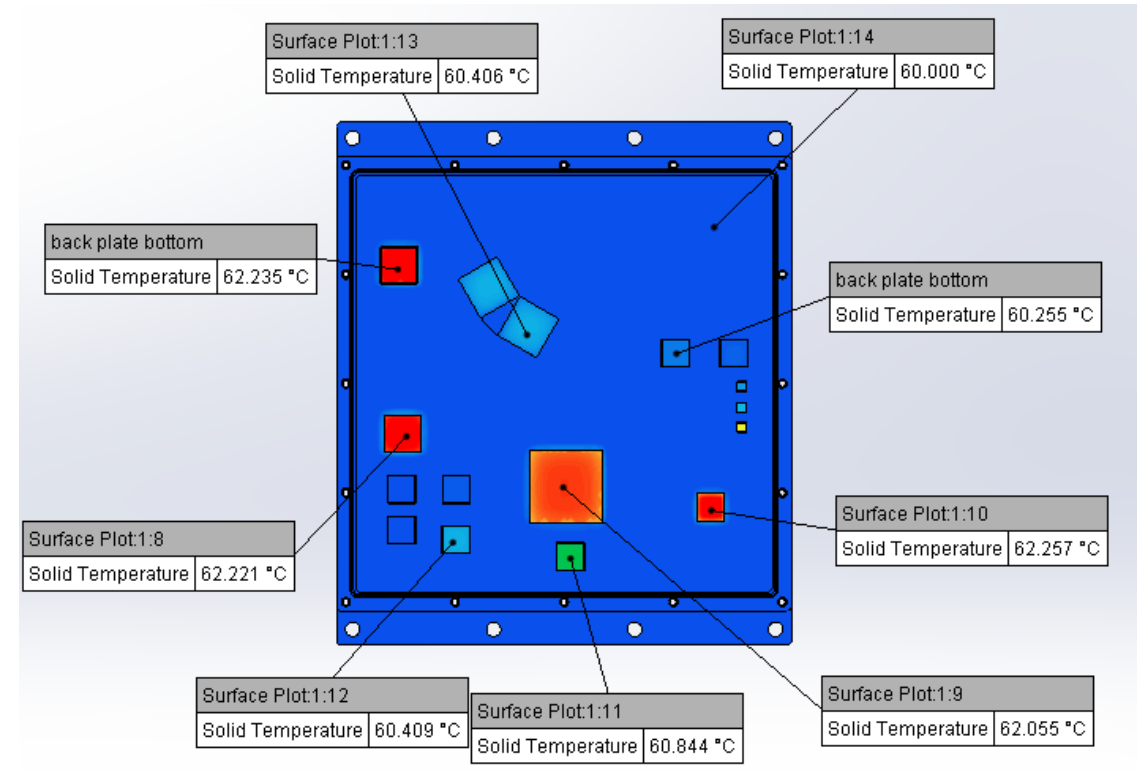 Surface Plot:1:13
Solid Temperature 60.406 °C
Surface Plot:1:14
Solid Temperature 60.000 °C
back plate bottom
Solid Temperature 62.235 °C
back plate bottom
Solid Temperature 60.255 °C
Surface Plot:1:8
Solid Temperature 62.221 °C
Surface Plot:1:10
Solid Temperature 62.257 °C
Surface Plot:1:12
Solid Temperature 60.409 °C
Surface Plot:1:11
Solid Temperature 60.844 °C
Surface Plot:1:9
Solid Temperature 62.055 °C